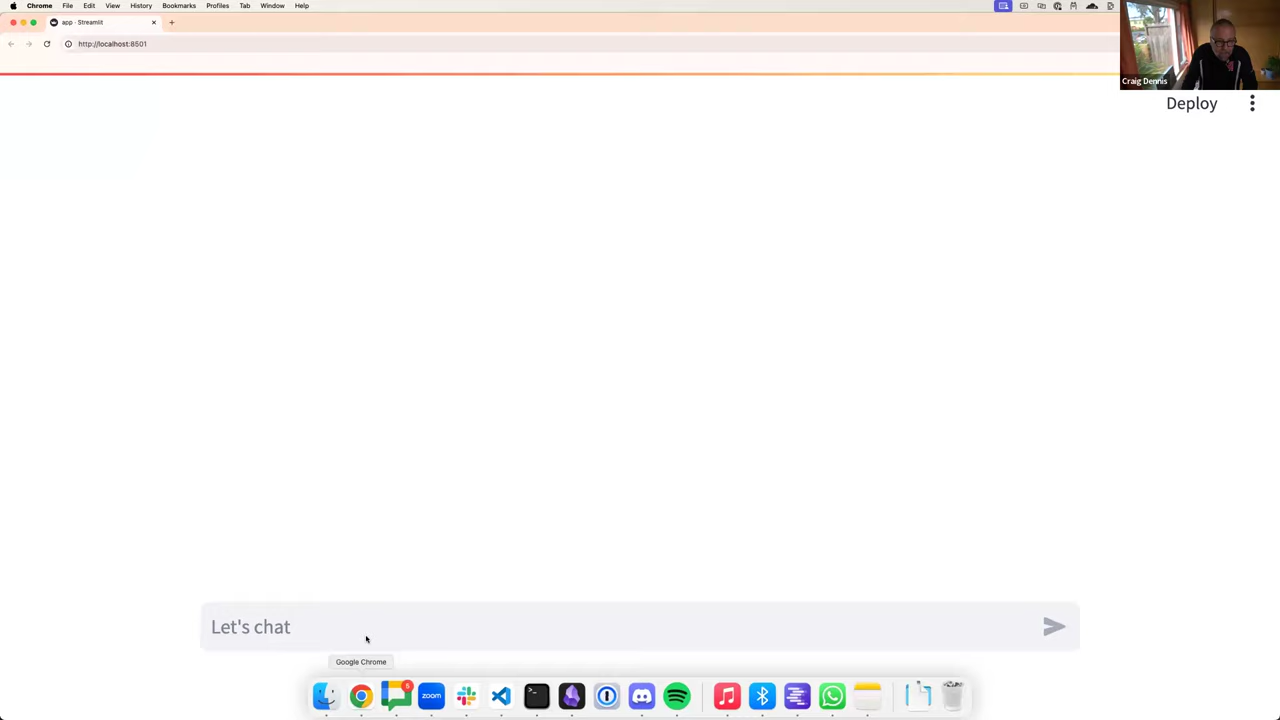 Chrome File Edit View History Bookmarks Profiles Tab Window Help
app · Streamlit
http://localhost:8501
Craig Dennis
Deploy
Let's chat
Google Chrome
6
zoom